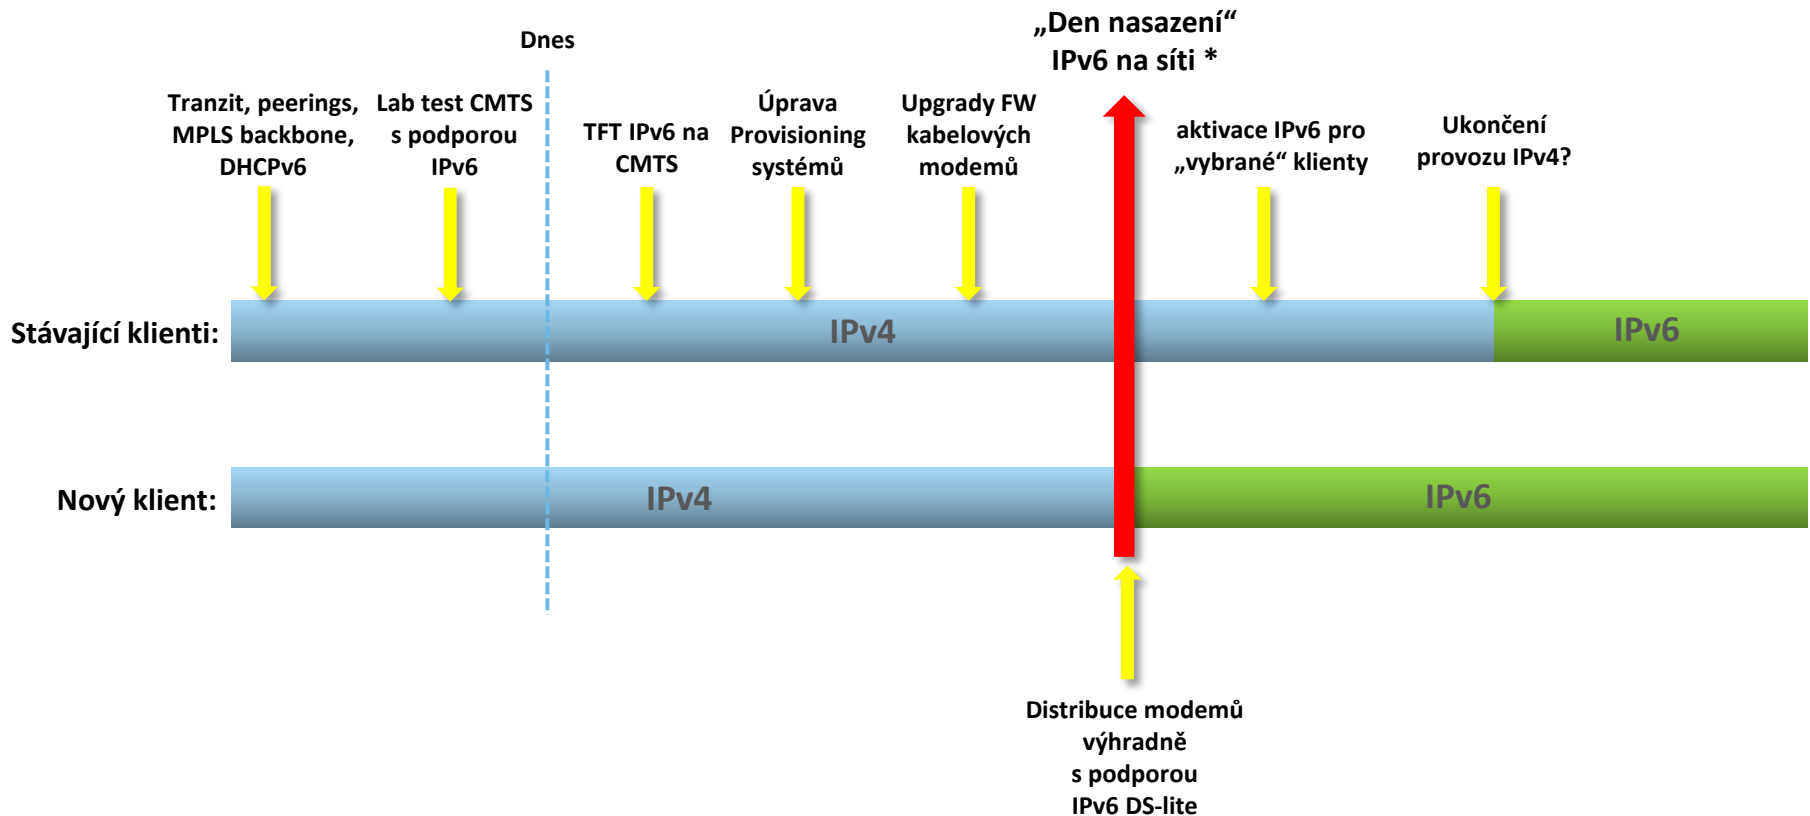 Dnes
„Den nasazení“
IPv6 na síti *
Tranzit, peerings,
MPLS backbone,
DHCPv6
Lab test CMTS
s podporou
IPv6
TFT IPv6 na
CMTS
Úprava
Provisioning
systémů
Upgrady FW
kabelových
modemů
aktivace IPv6 pro
„vybrané“ klienty
Ukončení
provozu IPv4?
Stávající klienti:
IPv4
IPv6
Nový klient:
IPv4
IPv6
Distribuce modemů
výhradně
s podporou
IPv6 DS-lite